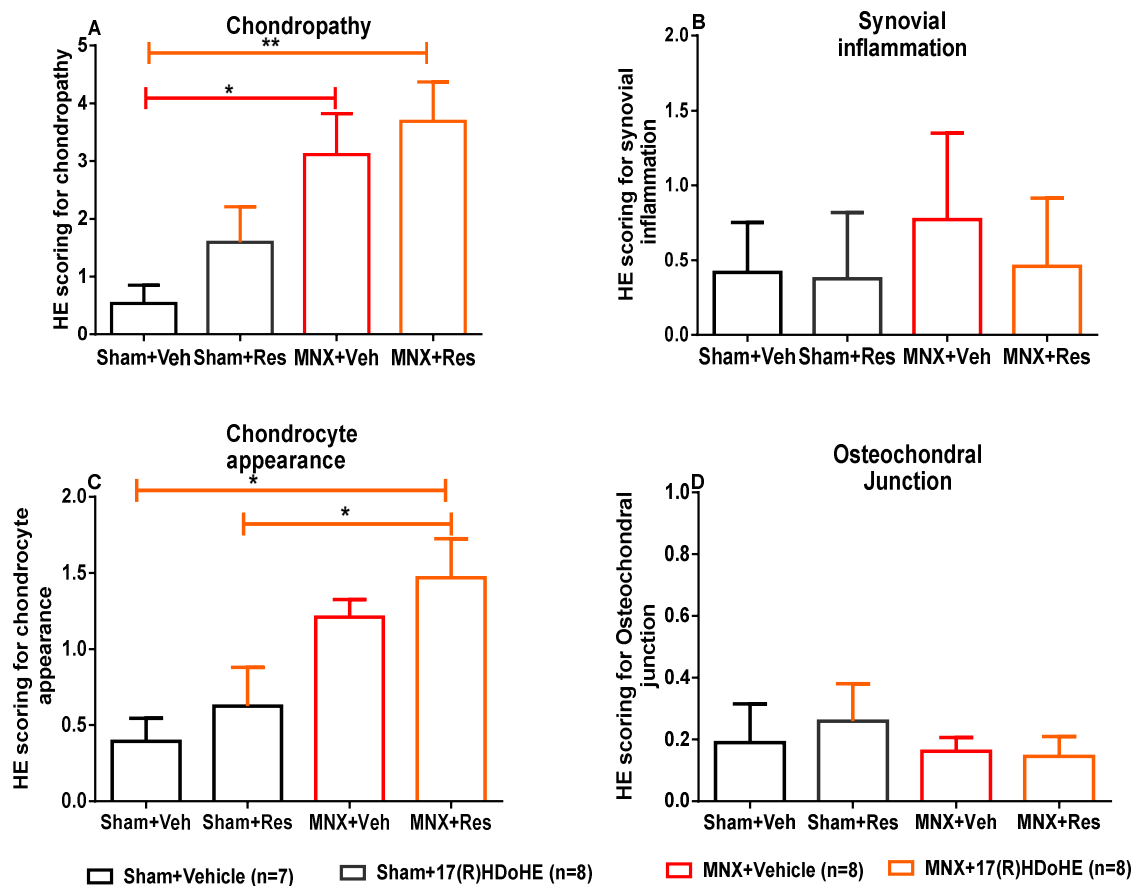 A
Chondropathy
HE scoring for chondropathy
5
4
3
2
1
0
**
*
Sham+Veh Sham+Res MNX+Veh MNX+Res
B
Synovial
inflammation
HE scoring for synovial
inflammation
2.0
1.5
1.0
0.5
0.0
Sham+Veh Sham+Res MNX+Veh MNX+Res
C
Chondrocyte
appearance
HE scoring for chondrocyte
appearance
2.0
1.5
1.0
0.5
0.0
*
*
Sham+Veh Sham+Res MNX+Veh MNX+Res
D
Osteochondral
Junction
HE scoring for Osteochondral
junction
1.0
0.8
0.6
0.4
0.2
0.0
Sham+Veh Sham+Res MNX+Veh MNX+Res
Sham+Vehicle (n=7) Sham+17(R)HDoHE (n=8) MNX+Vehicle (n=8) MNX+17(R)HDoHE (n=8)